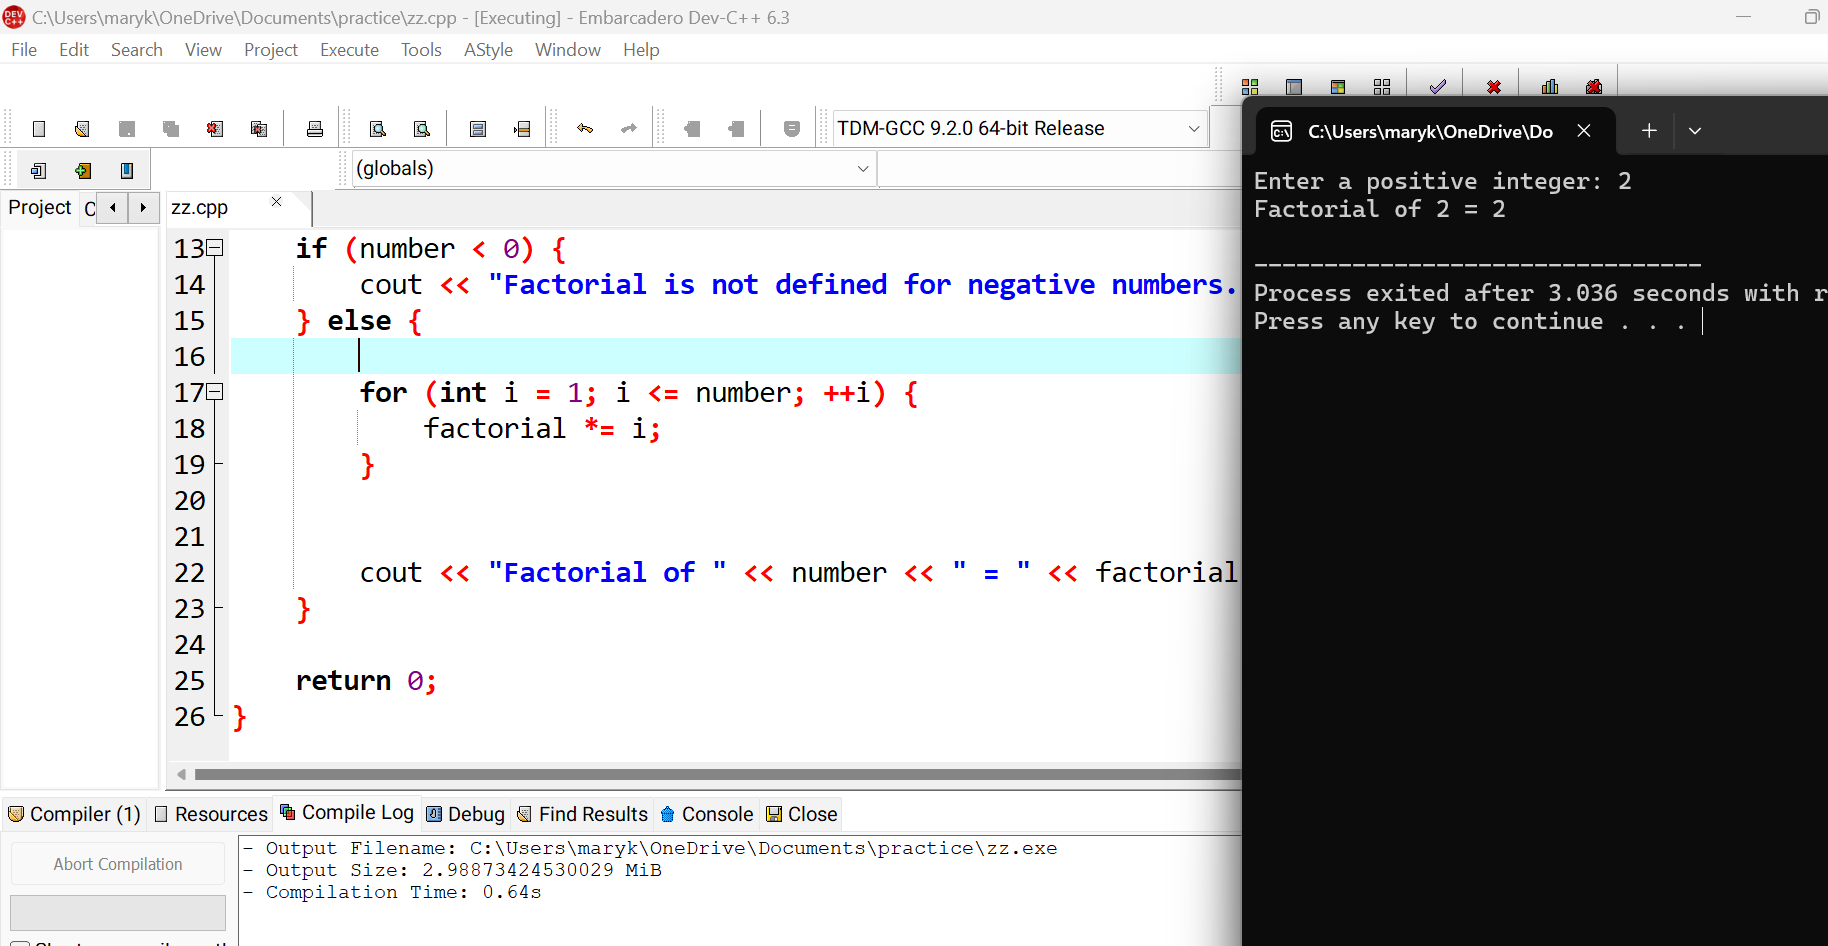 C:\Users\maryk\OneDrive\Documents\practice\zz.cpp - [Executing] - Embarcadero Dev-C++ 6.3
File Edit Search View Project Execute Tools AStyle Window Help
TDM-GCC 9.2.0 64-bit Release
(globals)
Project C
zz.cpp
13 if (number < 0) {
14 cout << "Factorial is not defined for negative numbers.
15 } else {
16
17 for (int i = 1; i <= number; ++i) {
18 factorial *= i;
19 }
20
21
22 cout << "Factorial of " << number << " = " << factorial
23 }
24
25 return 0;
26 }
C:\Users\maryk\OneDrive\Do
Enter a positive integer: 2
Factorial of 2 = 2
--------------------------------
Process exited after 3.036 seconds with r
Press any key to continue . . .
Compiler (1) Resources Compile Log Debug Find Results Console Close
Abort Compilation
- Output Filename: C:\Users\maryk\OneDrive\Documents\practice\zz.exe
- Output Size: 2.98873424530029 MiB
- Compilation Time: 0.64s